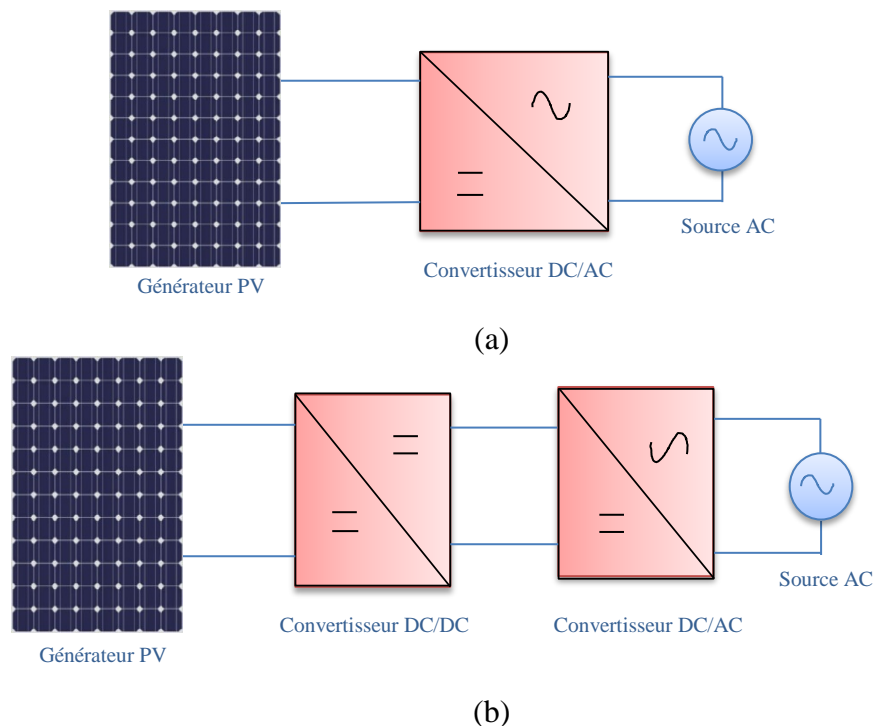 Source AC
Convertisseur DC/AC
Générateur PV
(a)
Source AC
Convertisseur DC/DC
Convertisseur DC/AC
Générateur PV
(b)